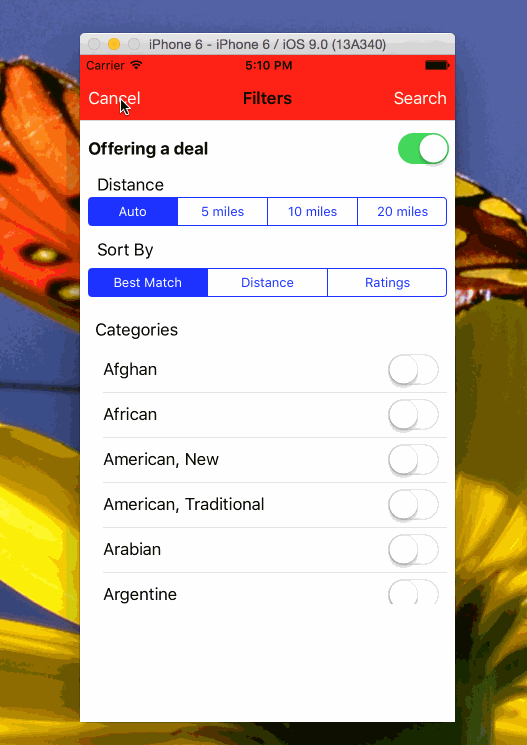 iPhone 6 - iPhone 6 / iOS 9.0 (13A340)
Carrier 5:10 PM
Cancel Filters Search
Offering a deal
Distance
Auto 5 miles 10 miles 20 miles
Sort By
Best Match Distance Ratings
Categories
Afghan
African
American, New
American, Traditional
Arabian
Argentine